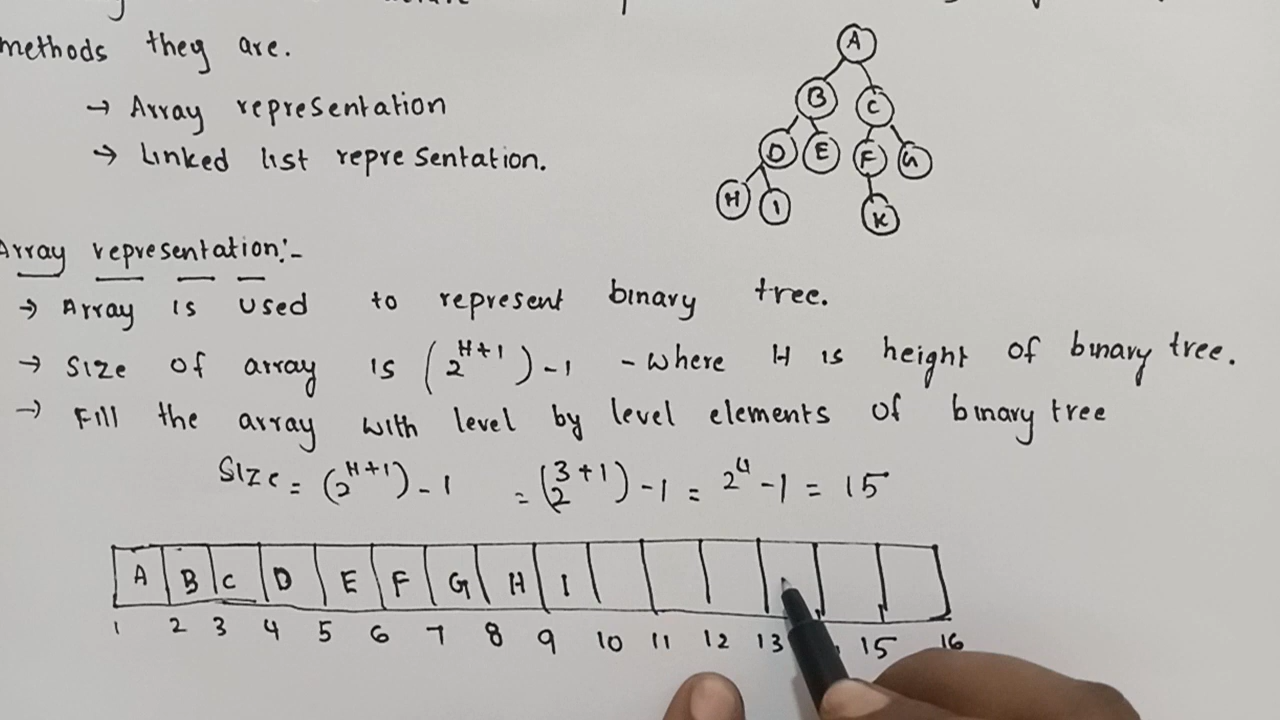 methods they are.
→ Array representation
→ Linked list representation.
A
B C
D E F G
H I K
Array representation:-
→ Array is used to represent binary tree.
→ Size of array is (2^H+1) - 1 - where H is height of binary tree.
→ Fill the array with level by level elements of binary tree
Size = (2^H+1) - 1 = (2^3+1) - 1 = 2^4 - 1 = 15
A B C D E F G H I
1 2 3 4 5 6 7 8 9 10 11 12 13 15 16